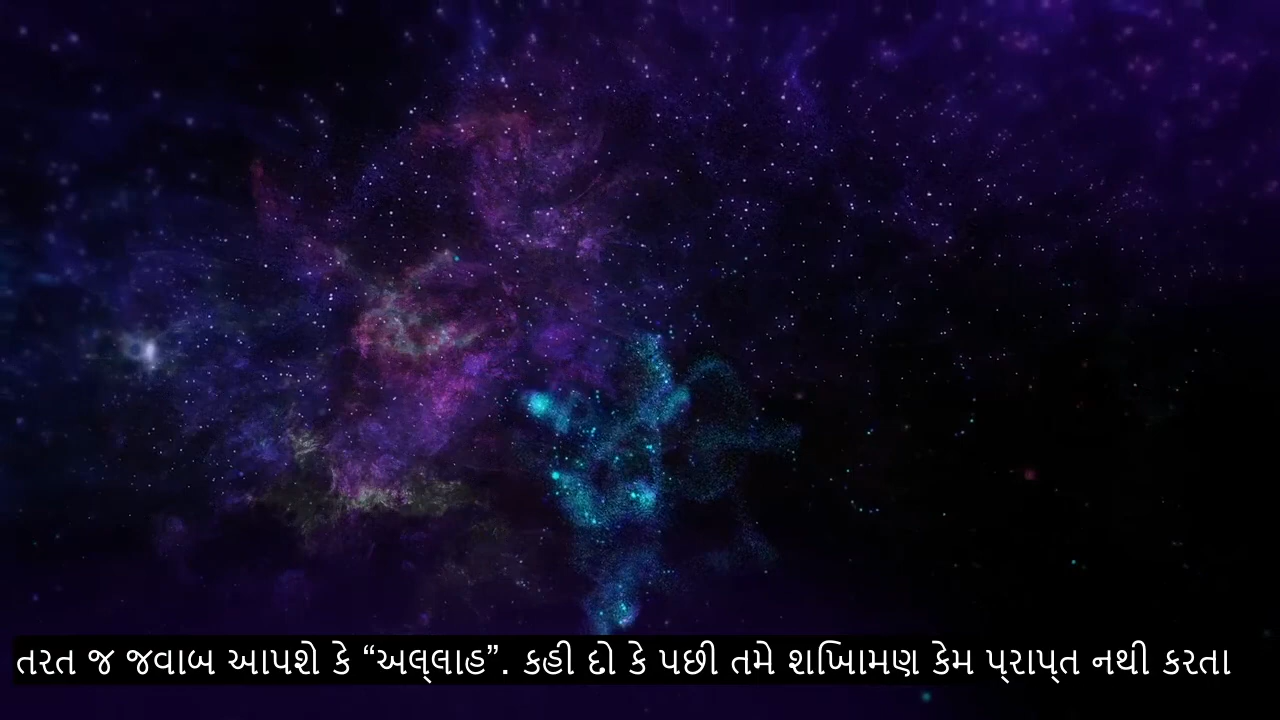 તરત જ જવાબ આપશે કે “અલ્લાહ”. કહી દો કે પછી તમે શિખામણ કેમ પ્રાપ્ત નથી કરતા